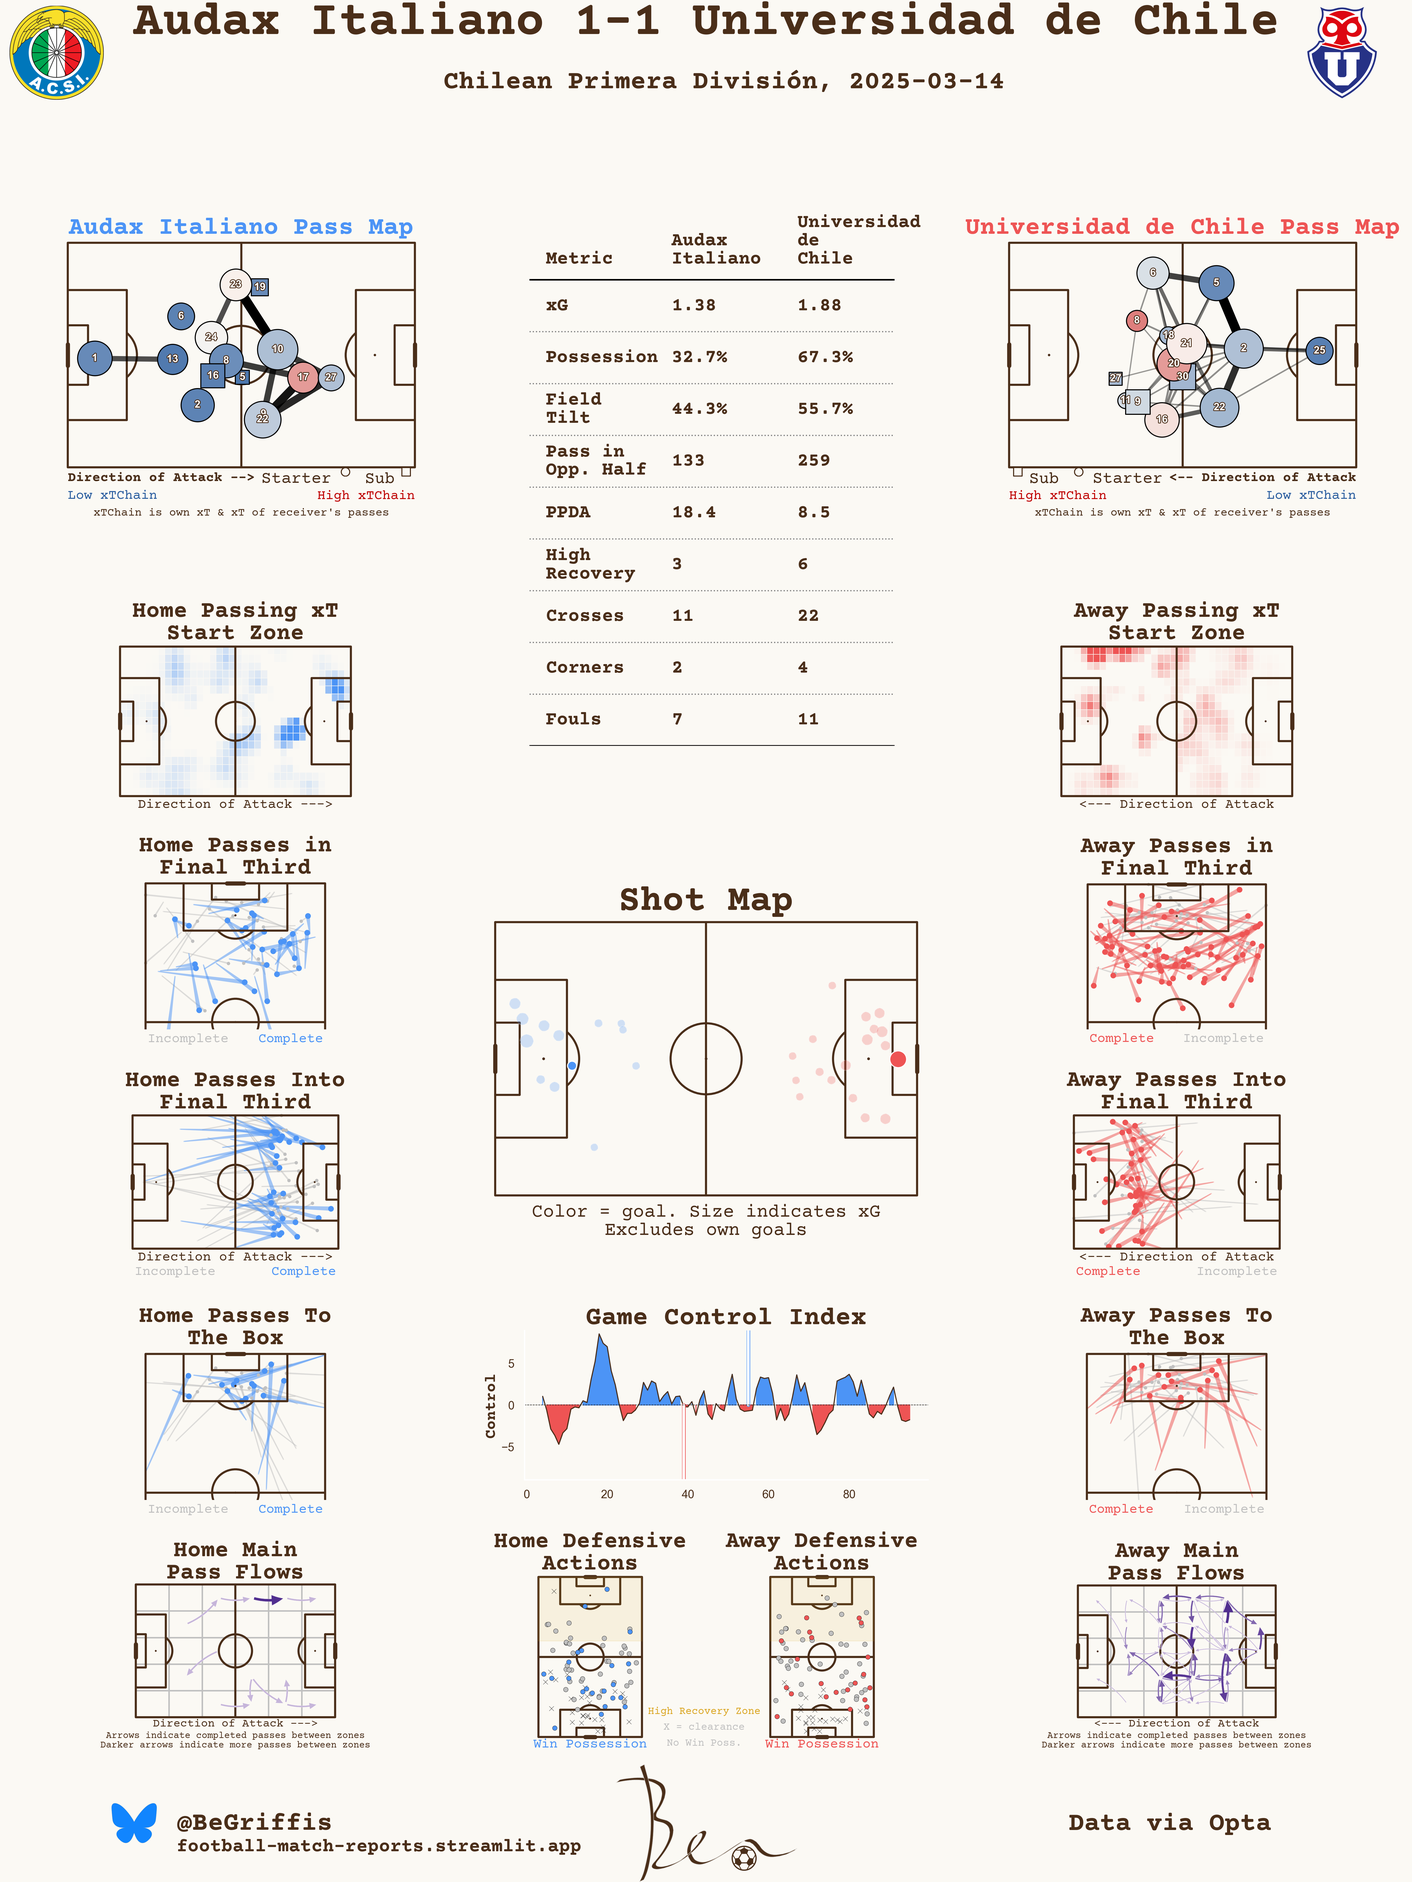 Audax Italiano 1-1 Universidad de Chile
Chilean Primera División, 2025-03-14
A.C.S.I.
U
Audax Italiano Pass Map
23
19
6
24
10
1
13
8
16
5
17
27
2
9
22
Direction of Attack --> Starter Sub
Low xTChain High xTChain
xTChain is own xT & xT of receiver's passes
Metric Audax Italiano Universidad de Chile
xG 1.38 1.88
Possession 32.7% 67.3%
Field Tilt 44.3% 55.7%
Pass in Opp. Half 133 259
PPDA 18.4 8.5
High Recovery 3 6
Crosses 11 22
Corners 2 4
Fouls 7 11
Universidad de Chile Pass Map
6
5
8
18
21
2
25
20
30
27
11
9
16
22
Sub Starter <-- Direction of Attack
High xTChain Low xTChain
xTChain is own xT & xT of receiver's passes
Home Passing xT
Start Zone
Direction of Attack --->
Away Passing xT
Start Zone
<--- Direction of Attack
Home Passes in
Final Third
Incomplete Complete
Away Passes in
Final Third
Complete Incomplete
Shot Map
Color = goal. Size indicates xG
Excludes own goals
Home Passes Into
Final Third
Direction of Attack --->
Incomplete Complete
Away Passes Into
Final Third
<--- Direction of Attack
Complete Incomplete
Home Passes To
The Box
Incomplete Complete
Game Control Index
Control
5
0
−5
0 20 40 60 80
Away Passes To
The Box
Complete Incomplete
Home Main
Pass Flows
Direction of Attack --->
Arrows indicate completed passes between zones
Darker arrows indicate more passes between zones
Home Defensive
Actions
Win Possession
High Recovery Zone
X = clearance
No Win Poss.
Away Defensive
Actions
Win Possession
Away Main
Pass Flows
<--- Direction of Attack
Arrows indicate completed passes between zones
Darker arrows indicate more passes between zones
@BeGriffis
football-match-reports.streamlit.app
Ben
Data via Opta